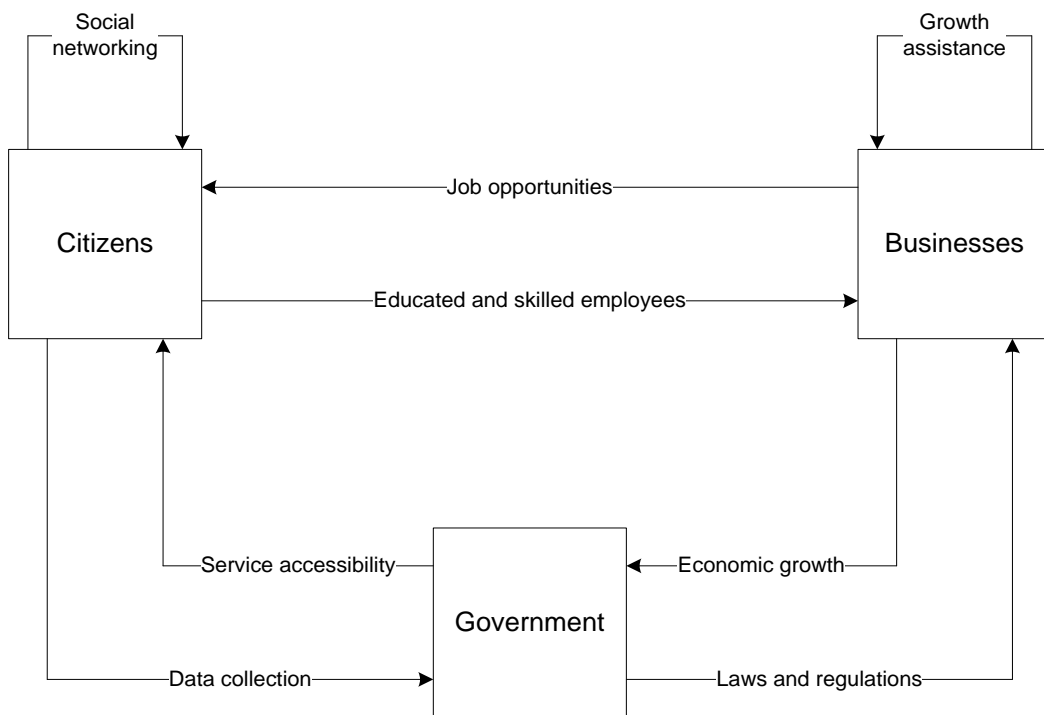 Social
networking
Growth
assistance
Job opportunities
Citizens
Businesses
Educated and skilled employees
Service accessibility
Economic growth
Government
Data collection
Laws and regulations